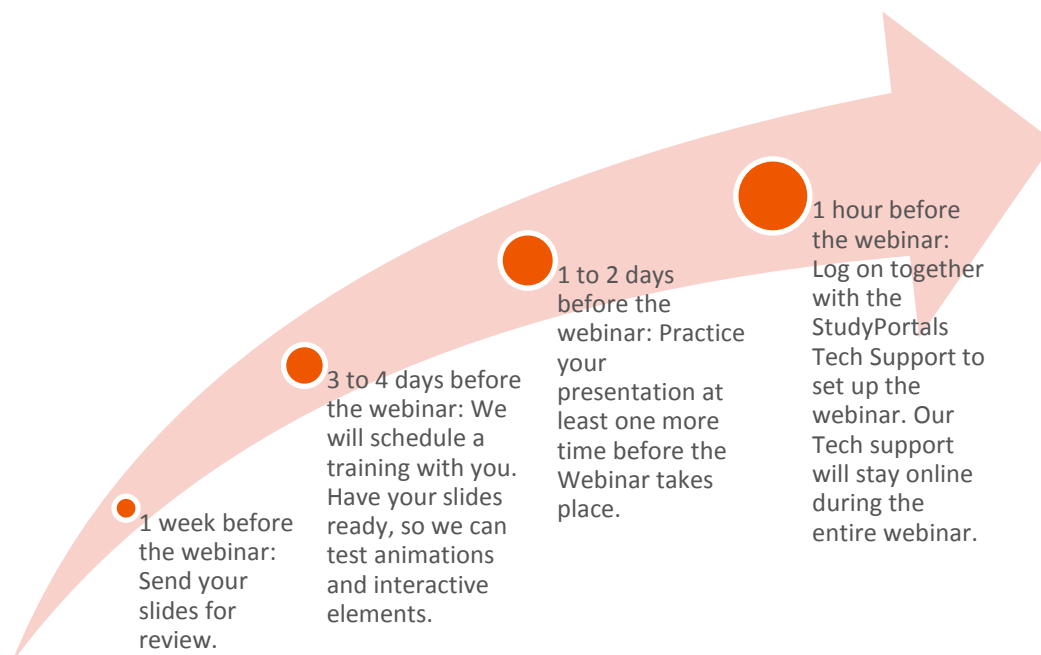 1 week before
the webinar:
Send your
slides for
review.
3 to 4 days before
the webinar: We
will schedule a
training with you.
Have your slides
ready, so we can
test animations
and interactive
elements.
1 to 2 days
before the
webinar: Practice
your
presentation at
least one more
time before the
Webinar takes
place.
1 hour before
the webinar:
Log on together
with the
StudyPortals
Tech Support to
set up the
webinar. Our
Tech support
will stay online
during the
entire webinar.